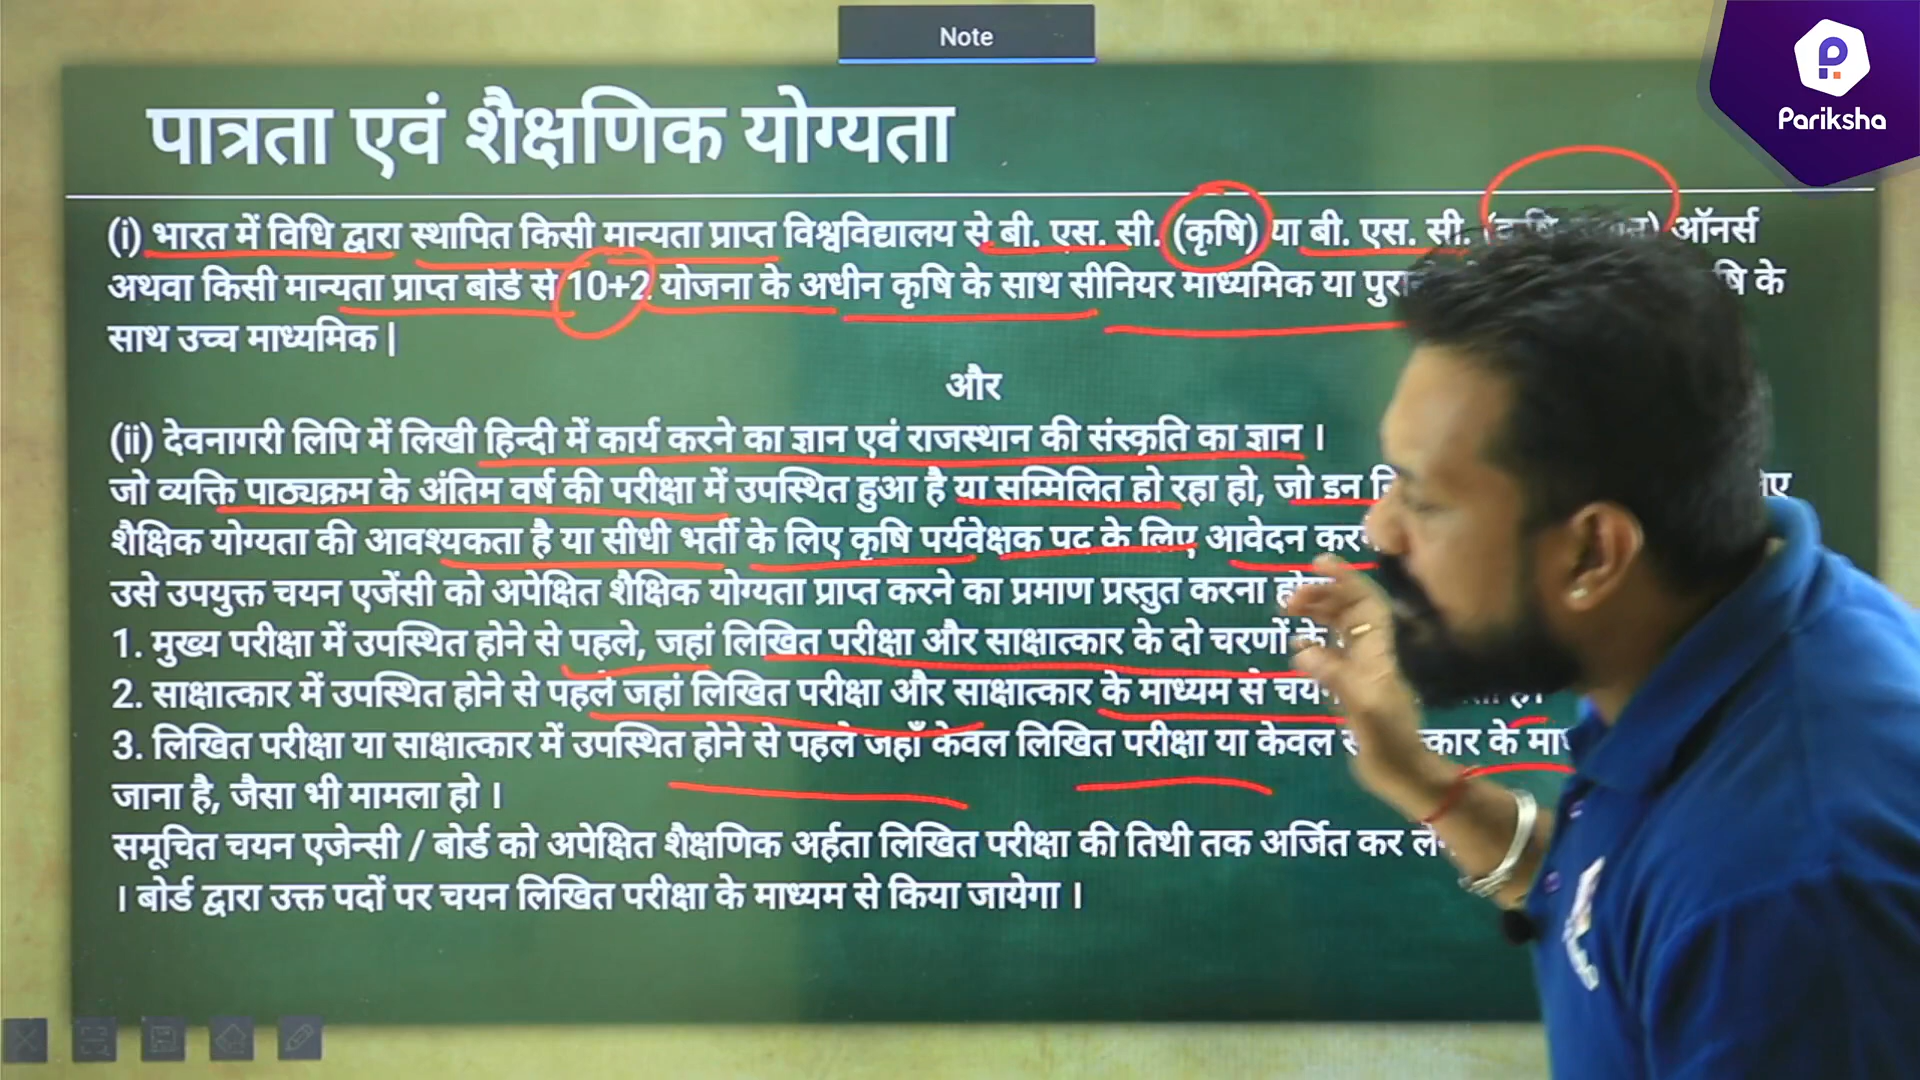 Note
Pariksha
पात्रता एवं शैक्षणिक योग्यता
(i) भारत में विधि द्वारा स्थापित किसी मान्यता प्राप्त विश्वविद्यालय से बी. एस. सी. (कृषि) या बी. एस. सी. ऑनर्स
अथवा किसी मान्यता प्राप्त बोर्ड से 10+2 योजना के अधीन कृषि के साथ सीनियर माध्यमिक या के
साथ उच्च माध्यमिक |
और
(ii) देवनागरी लिपि में लिखी हिन्दी में कार्य करने का ज्ञान एवं राजस्थान की संस्कृति का ज्ञान ।
जो व्यक्ति पाठ्यक्रम के अंतिम वर्ष की परीक्षा में उपस्थित हुआ है या सम्मिलित हो रहा हो, जो डन
शैक्षिक योग्यता की आवश्यकता है या सीधी भर्ती के लिए कृषि पर्यवेक्षक पद के लिए आवेदन
उसे उपयुक्त चयन एजेंसी को अपेक्षित शैक्षिक योग्यता प्राप्त करने का प्रमाण प्रस्तुत करना
1. मुख्य परीक्षा में उपस्थित होने से पहले, जहां लिखित परीक्षा और साक्षात्कार के दो चरणों के
2. साक्षात्कार में उपस्थित होने से पहले जहां लिखित परीक्षा और साक्षात्कार के माध्यम से
3. लिखित परीक्षा या साक्षात्कार में उपस्थित होने से पहले जहाँ केवल लिखित परीक्षा या केवल के
जाना है, जैसा भी मामला हो ।
समूचित चयन एजेन्सी / बोर्ड को अपेक्षित शैक्षणिक अर्हता लिखित परीक्षा की तिथी तक अर्जित कर
। बोर्ड द्वारा उक्त पदों पर चयन लिखित परीक्षा के माध्यम से किया जायेगा ।